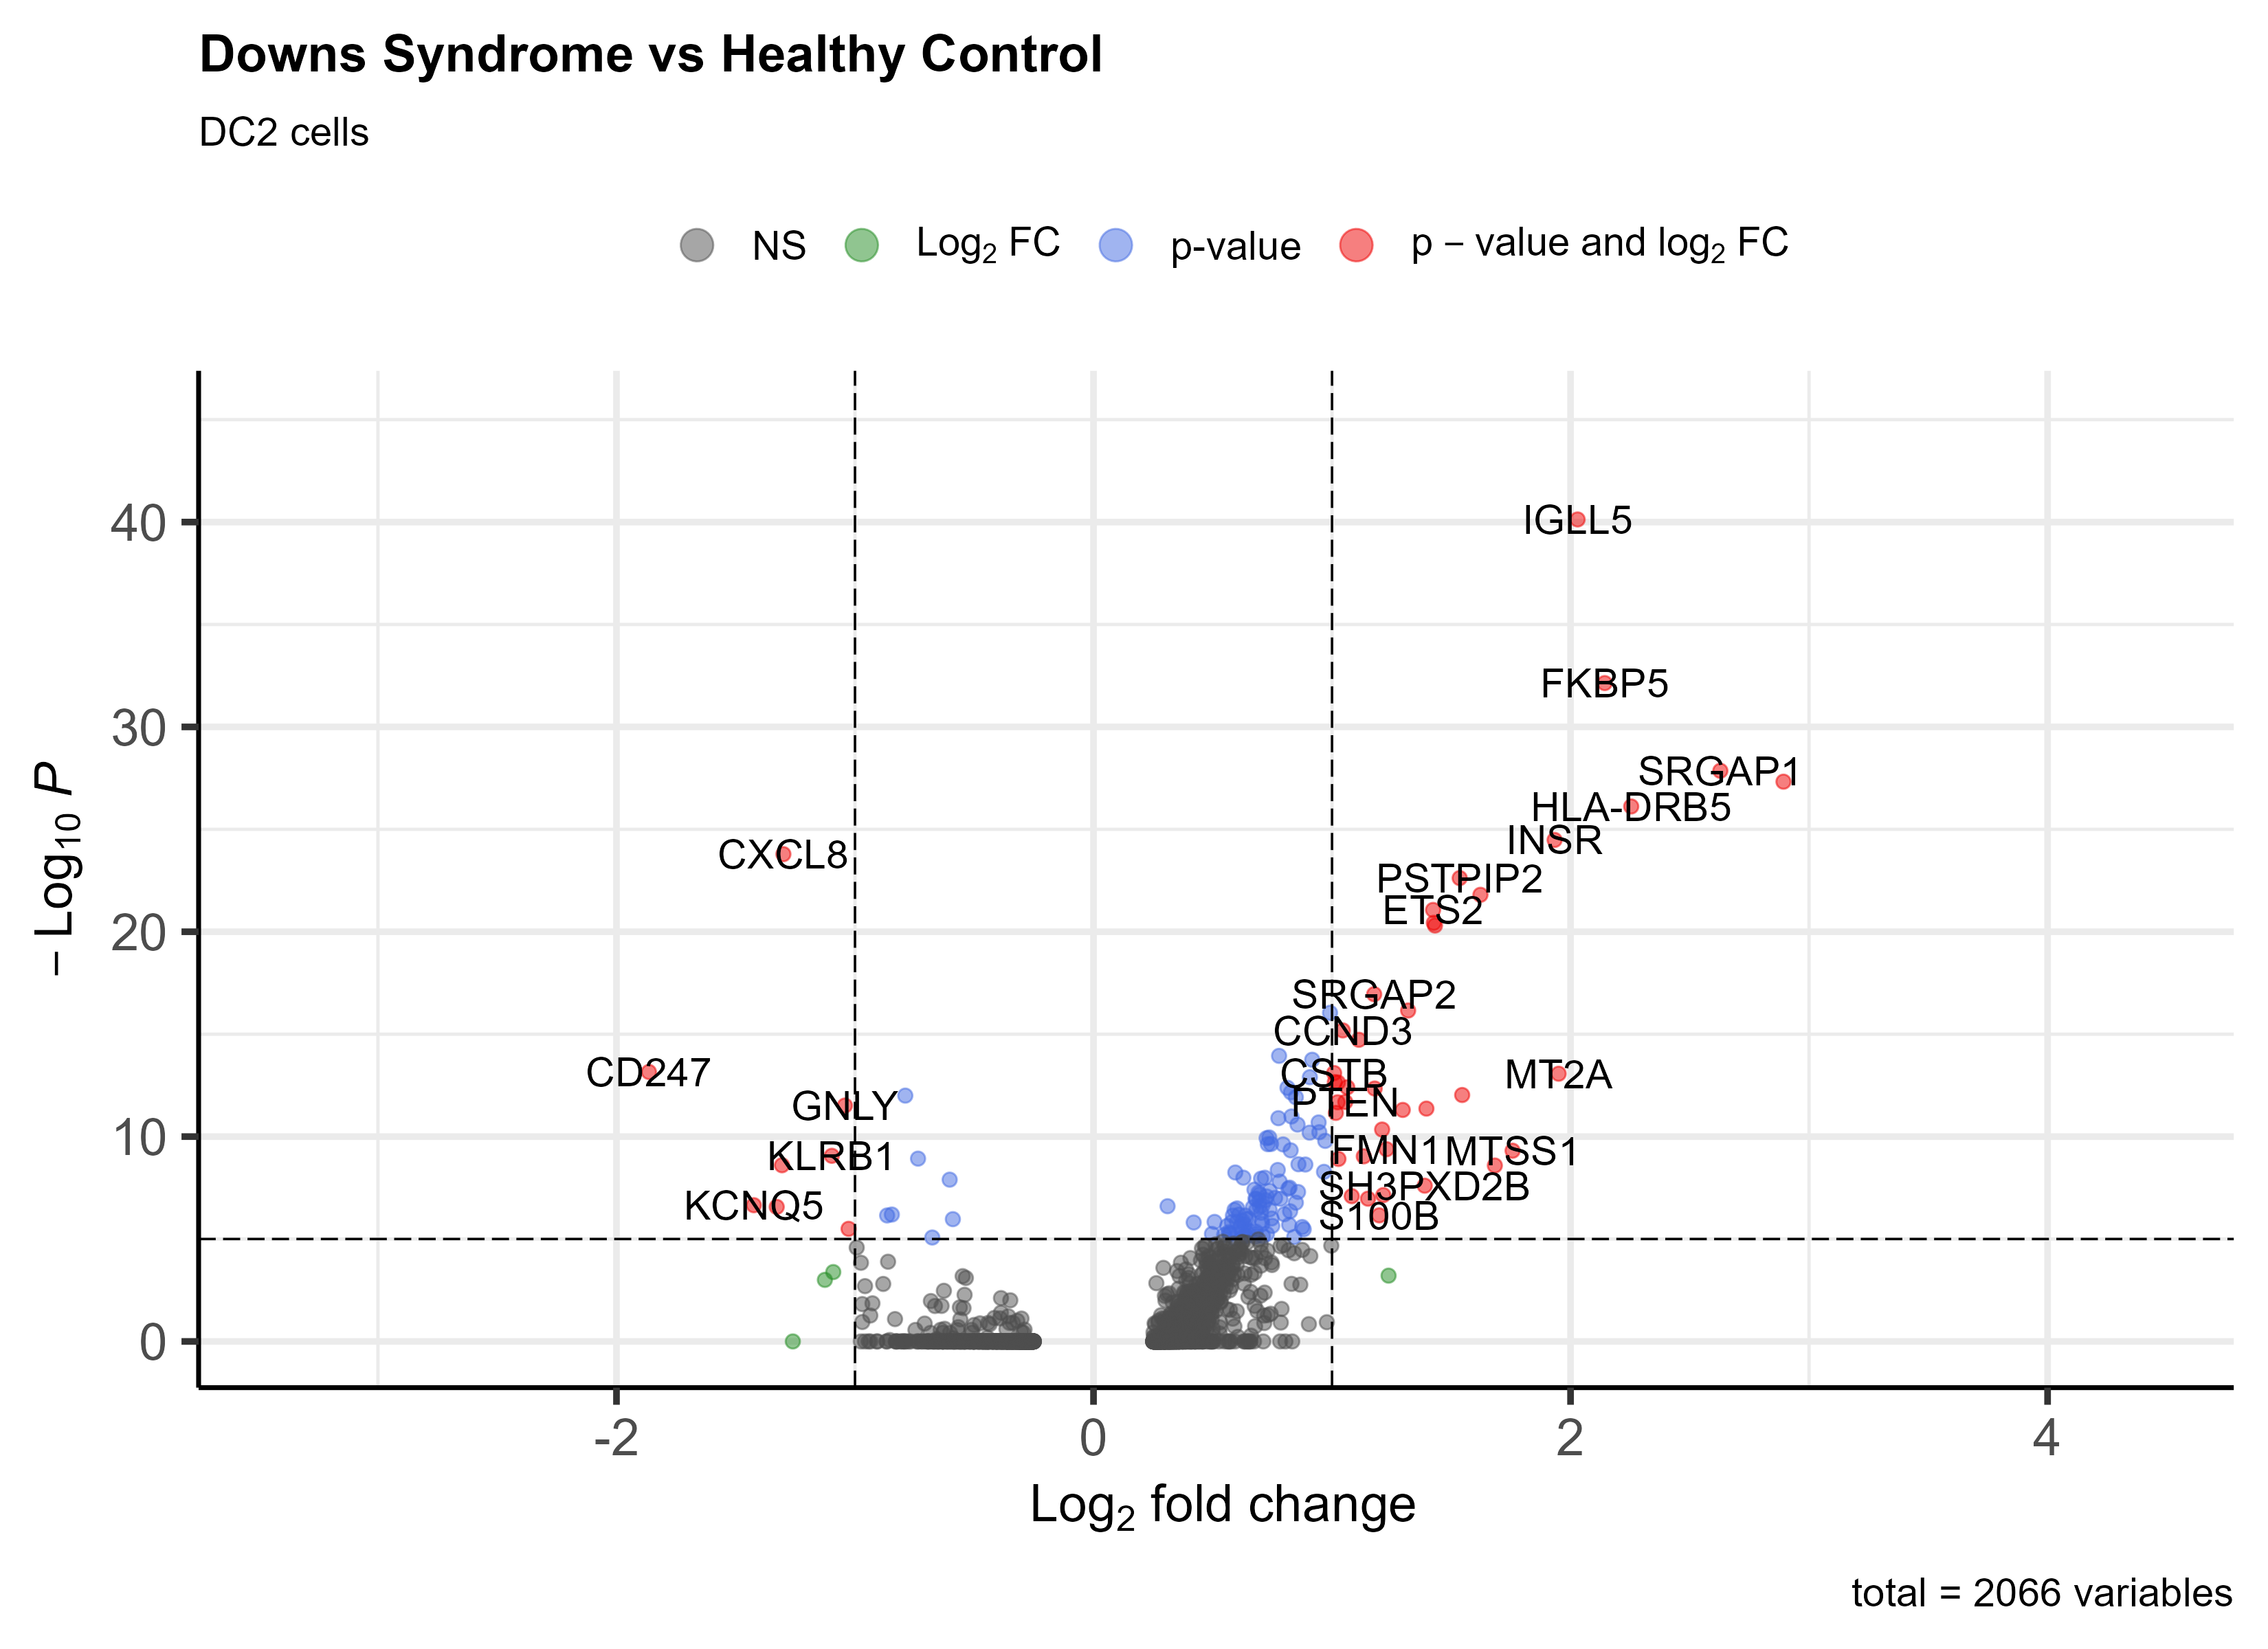 Downs Syndrome vs Healthy Control
DC2 cells
NS Log₂ FC p-value p − value and log₂ FC
− Log₁₀ P
40
30
20
10
0
IGLL5
FKBP5
SRGAP1
HLA-DRB5
INSR
CXCL8
PSTPIP2
ETS2
SRGAP2
CCND3
CD247
CSTB
MT2A
GNLY
PTEN
KLRB1
FMN1
MTSS1
SH3PXD2B
KCNQ5
S100B
-2 0 2 4
Log₂ fold change
total = 2066 variables